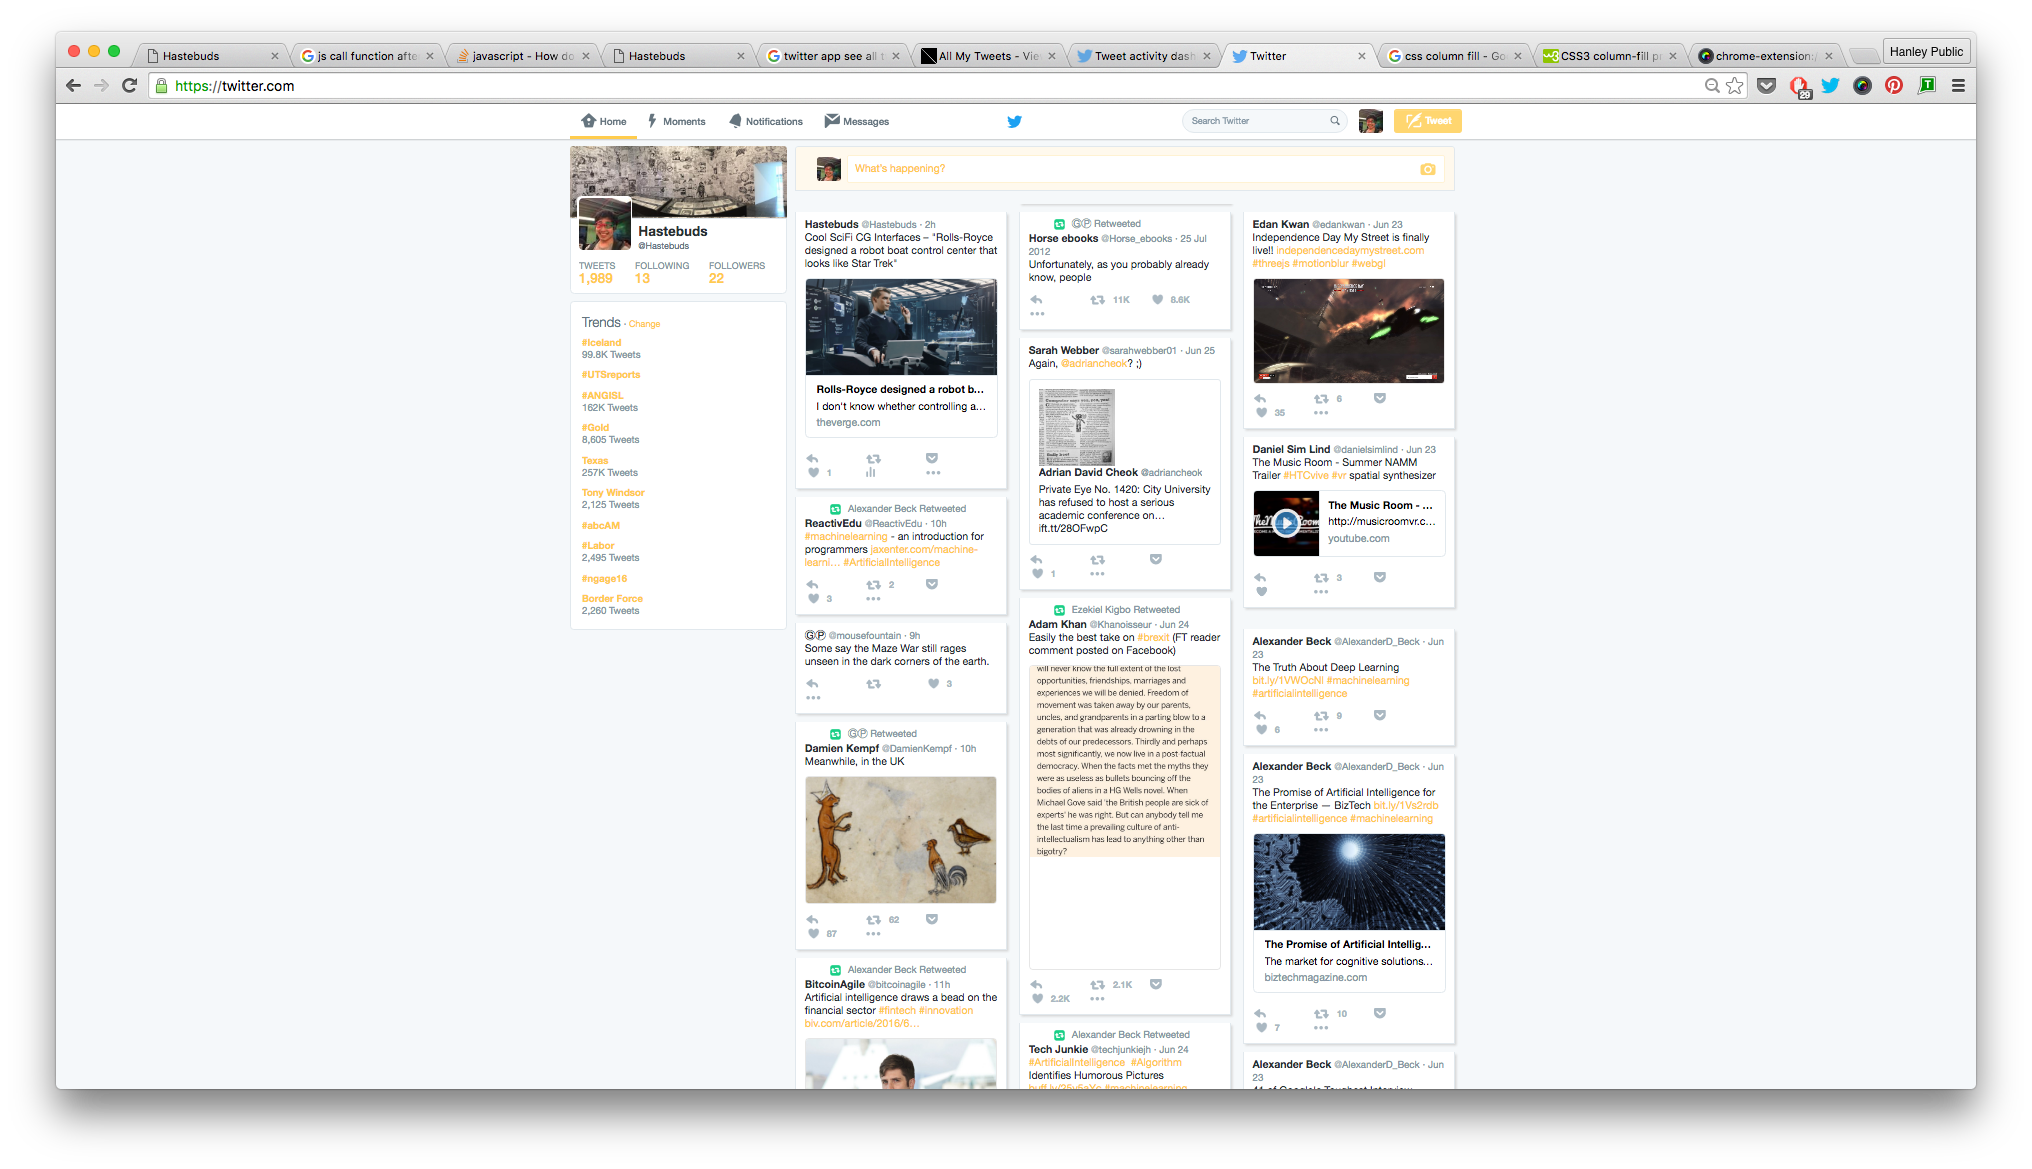 Hastebuds
js call function afte
javascript - How do
Hastebuds
twitter app see all t
All My Tweets - Vie
Tweet activity dash
Twitter
css column fill - Go
CSS3 column-fill pr
chrome-extension:/
Hanley Public
https://twitter.com
29
Home
Moments
Notifications
Messages
Search Twitter
Tweet
Hastebuds
@Hastebuds
TWEETS FOLLOWING FOLLOWERS
1,989 13 22
Trends · Change
#Iceland
99.8K Tweets
#UTSreports
#ANGISL
162K Tweets
#Gold
8,605 Tweets
Texas
257K Tweets
Tony Windsor
2,125 Tweets
#abcAM
#Labor
2,495 Tweets
#ngage16
Border Force
2,260 Tweets
What's happening?
Hastebuds @Hastebuds · 2h
Cool SciFi CG Interfaces – "Rolls-Royce
designed a robot boat control center that
looks like Star Trek"
Rolls-Royce designed a robot b...
I don't know whether controlling a...
theverge.com
1
Alexander Beck Retweeted
ReactivEdu @ReactivEdu · 10h
#machinelearning - an introduction for
programmers jaxenter.com/machine-
learni... #ArtificialIntelligence
2
3
ⒼⓅ @mousefountain · 9h
Some say the Maze War still rages
unseen in the dark corners of the earth.
3
ⒼⓅ Retweeted
Damien Kempf @DamienKempf · 10h
Meanwhile, in the UK
62
87
Alexander Beck Retweeted
BitcoinAgile @bitcoinagile · 11h
Artificial intelligence draws a bead on the
financial sector #fintech #innovation
biv.com/article/2016/6...
ⒼⓅ Retweeted
Horse ebooks @Horse_ebooks · 25 Jul
2012
Unfortunately, as you probably already
know, people
11K 8.6K
Sarah Webber @sarahwebber01 · Jun 25
Again, @adriancheok? ;)
Adrian David Cheok @adriancheok
Private Eye No. 1420: City University
has refused to host a serious
academic conference on...
ift.tt/28OFwpC
1
Ezekiel Kigbo Retweeted
Adam Khan @Khanoisseur · Jun 24
Easily the best take on #brexit (FT reader
comment posted on Facebook)
will never know the full extent of the lost
opportunities, friendships, marriages and
experiences we will be denied. Freedom of
movement was taken away by our parents,
uncles, and grandparents in a parting blow to a
generation that was already drowning in the
debts of our predecessors. Thirdly and perhaps
most significantly, we now live in a post factual
democracy. When the facts met the myths they
were as useless as bullets bouncing off the
bodies of aliens in a HG Wells novel. When
Michael Gove said 'the British people are sick of
experts' he was right. But can anybody tell me
the last time a prevailing culture of anti-
intellectualism has lead to anything other than
bigotry?
2.1K
2.2K
Alexander Beck Retweeted
Tech Junkie @techjunkiejh · Jun 24
#ArtificialIntelligence #Algorithm
Identifies Humorous Pictures
buff.ly/25y5aYc #machinelearning
Edan Kwan @edankwan · Jun 23
Independence Day My Street is finally
live!! independencedaymystreet.com
#threejs #motionblur #webgl
6
35
Daniel Sim Lind @danielsimlind · Jun 23
The Music Room - Summer NAMM
Trailer #HTCvive #vr spatial synthesizer
The Music Room - ...
http://musicroomvr.c...
youtube.com
3
Alexander Beck @AlexanderD_Beck · Jun
23
The Truth About Deep Learning
bit.ly/1VWOcNl #machinelearning
#artificialintelligence
9
6
Alexander Beck @AlexanderD_Beck · Jun
23
The Promise of Artificial Intelligence for
the Enterprise — BizTech bit.ly/1Vs2rdb
#artificialintelligence #machinelearning
The Promise of Artificial Intellig...
The market for cognitive solutions...
biztechmagazine.com
10
7
Alexander Beck @AlexanderD_Beck · Jun
23